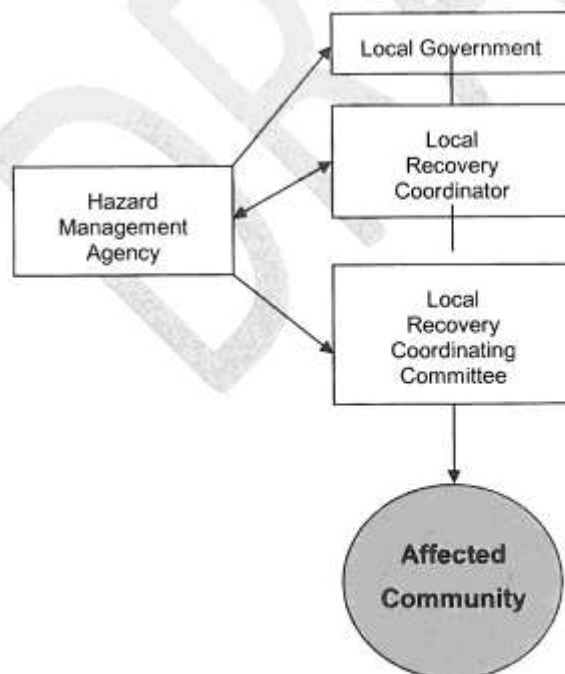 Local Government
Local
Recovery
Coordinator
Hazard
Management
Agency
Local
Recovery
Coordinating
Committee
Affected
Community